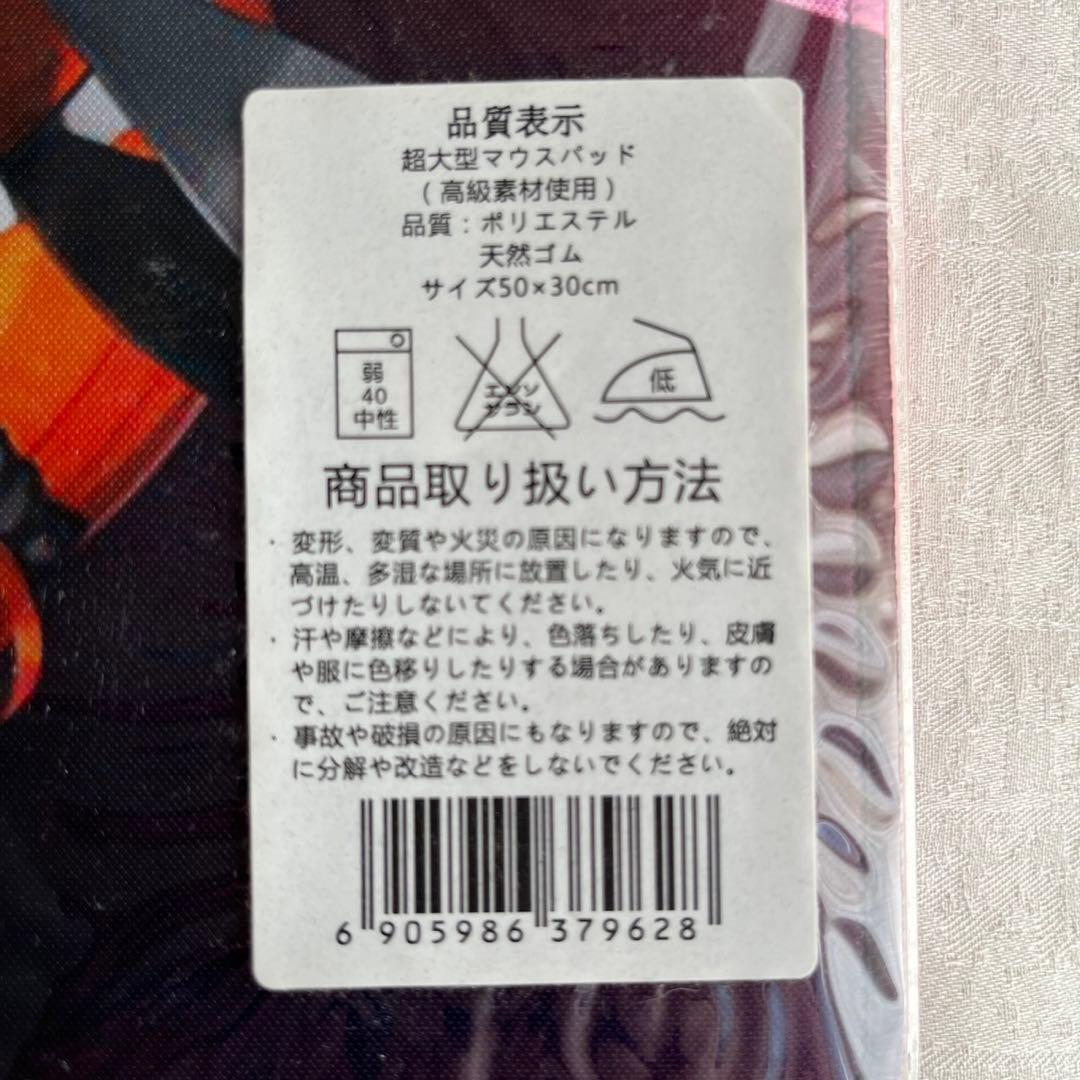 品質表示
超大型マウスパッド
(高級素材使用)
品質：ポリエステル
天然ゴム
サイズ50×30cm
弱
40
中性
エンソ
サラシ
低
商品取り扱い方法
・変形、変質や火災の原因になりますので、
高温、多湿な場所に放置したり、火気に近
づけたりしないてください。
・汗や摩擦などにより、色落ちしたり、皮膚
や服に色移りしたりする場合がありますの
で、ご注意ください。
・事故や破損の原因にもなりますので、絶対
に分解や改造などをしないでください。
6 905986 379628